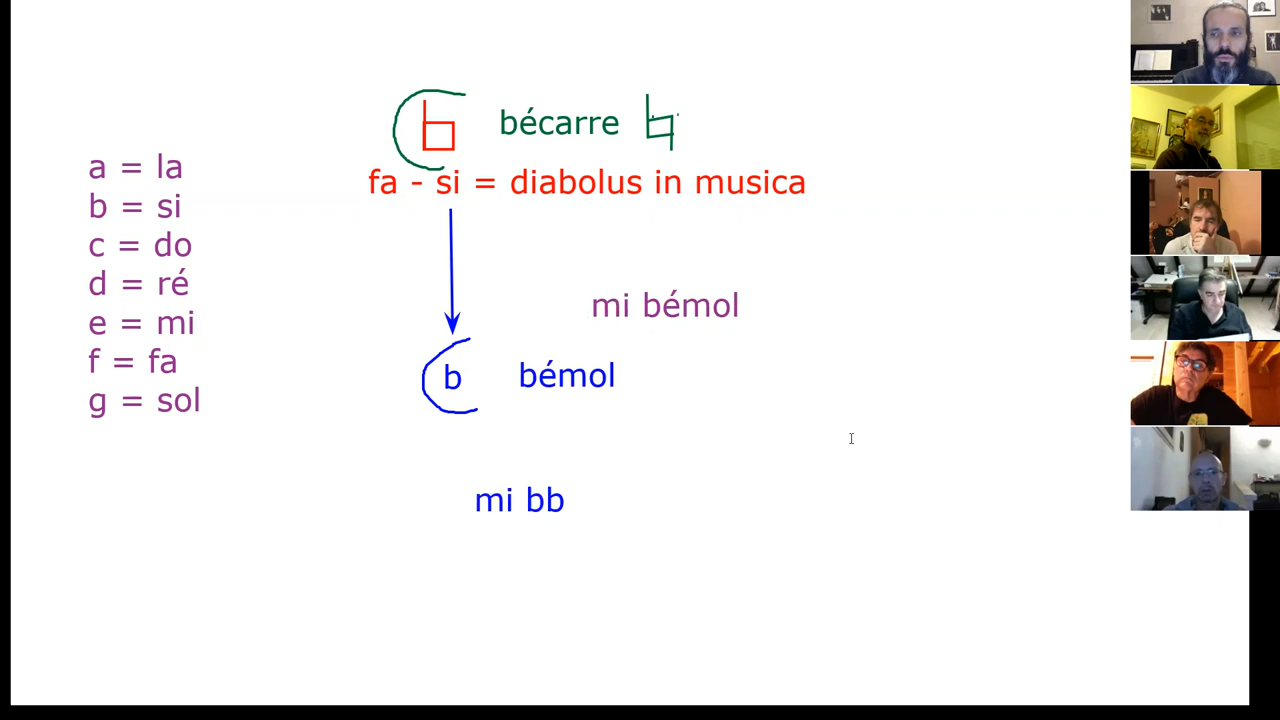 a = la
b = si
c = do
d = ré
e = mi
f = fa
g = sol
bécarre ♮
fa - si = diabolus in musica
mi bémol
b bémol
mi bb